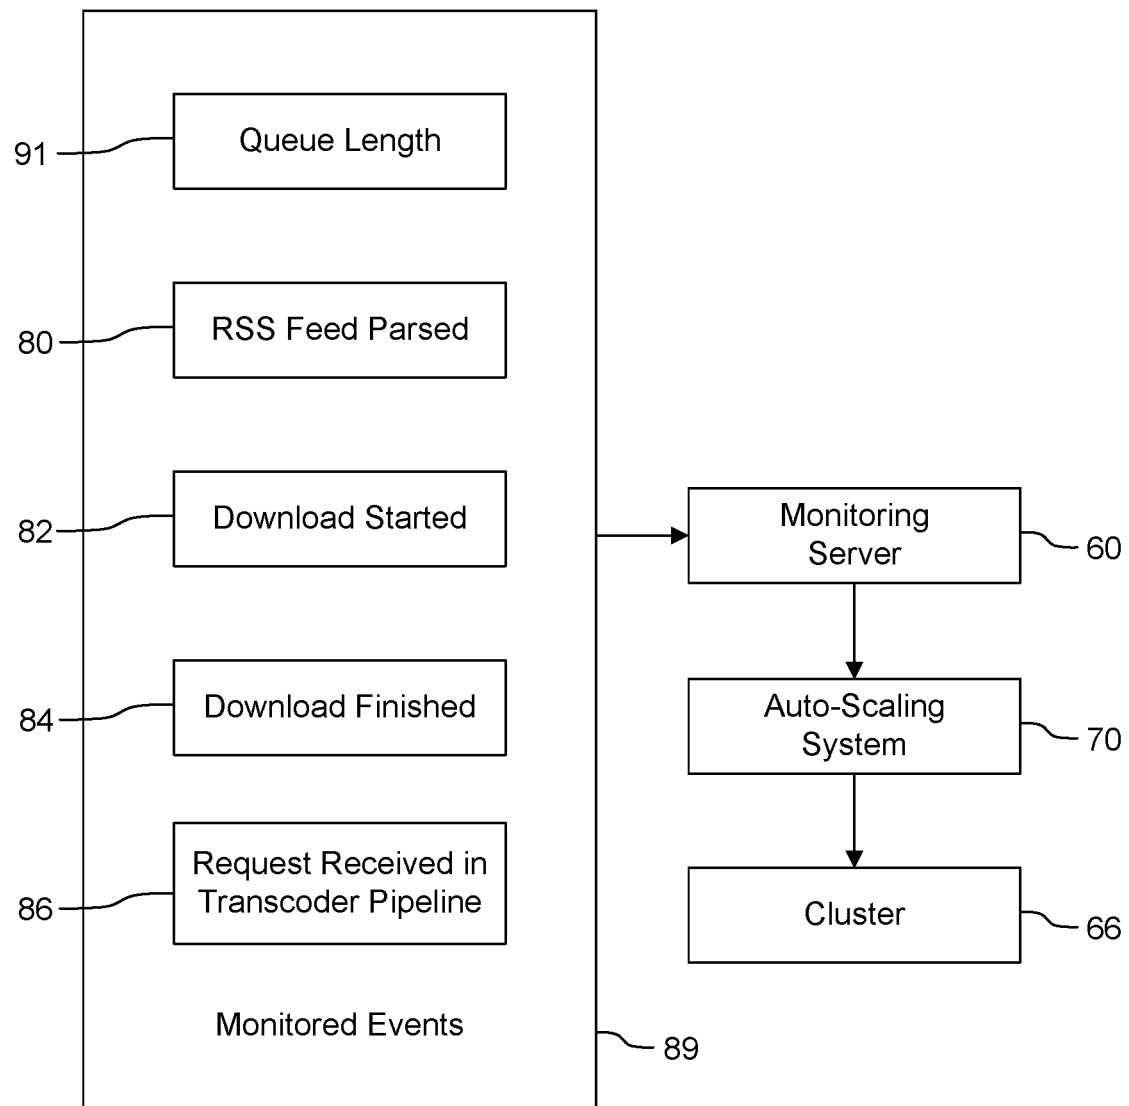 91
Queue Length
80
RSS Feed Parsed
82
Download Started
84
Download Finished
86
Request Received in
Transcoder Pipeline
Monitored Events
89
Monitoring
Server
60
Auto-Scaling
System
70
Cluster
66